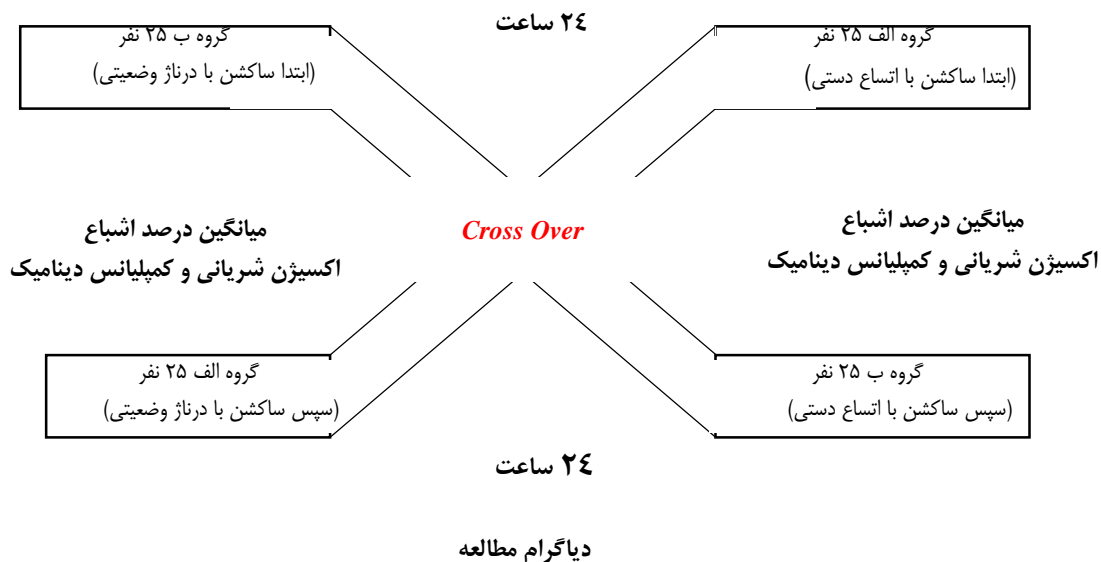 ۲٤ ساعت
گروه الف ۲۵ نفر
(ابتدا ساکشن با اتساع دستی)
گروه ب ۲۵ نفر
(ابتدا ساکشن با درناژ وضعیتی)
میانگین درصد اشباع
اکسیژن شریانی و کمپلیانس دینامیک
Cross Over
میانگین درصد اشباع
اکسیژن شریانی و کمپلیانس دینامیک
گروه ب ۲۵ نفر
(سپس ساکشن با اتساع دستی)
گروه الف ۲۵ نفر
(سپس ساکشن با درناژ وضعیتی)
۲٤ ساعت
دیاگرام مطالعه